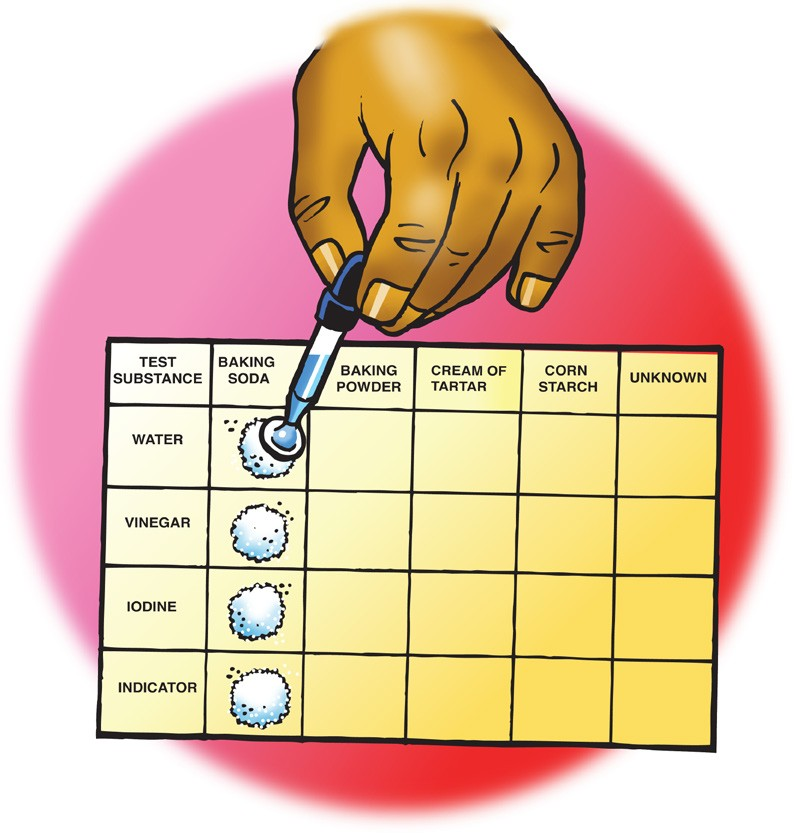 TEST
SUBSTANCE
BAKING
SODA
BAKING
POWDER
CREAM OF
TARTAR
CORN
STARCH
UNKNOWN
WATER
VINEGAR
IODINE
INDICATOR